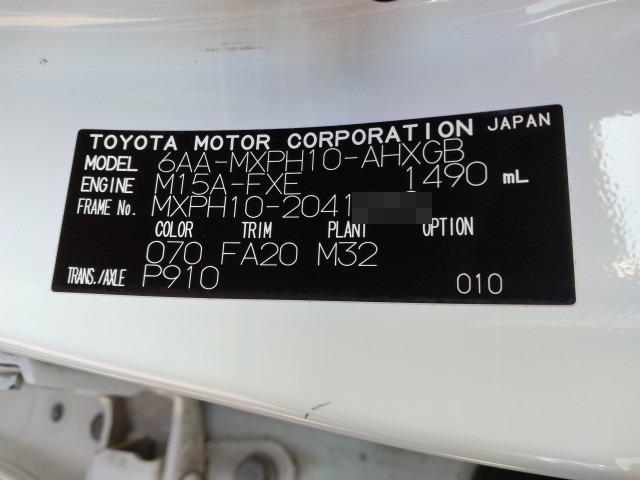 TOYOTA MOTOR CORPORATION JAPAN
MODEL 6AA-MXPH10-AHXGB
ENGINE M15A-FXE 1490 mL
FRAME No. MXPH10-2041
COLOR TRIM PLANT OPTION
070 FA20 M32
TRANS./AXLE P910 010